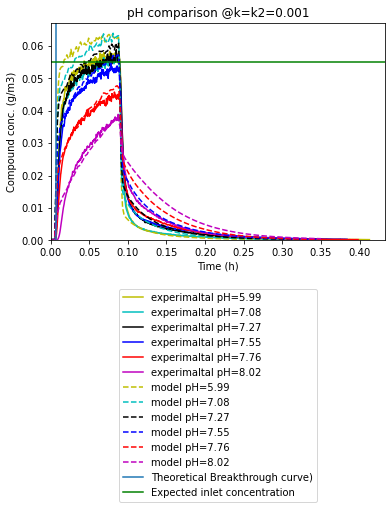 pH comparison @k=k2=0.001
Compound conc. (g/m3)
0.06
0.05
0.04
0.03
0.02
0.01
0.00
0.00 0.05 0.10 0.15 0.20 0.25 0.30 0.35 0.40
Time (h)
experimaltal pH=5.99
experimaltal pH=7.08
experimaltal pH=7.27
experimaltal pH=7.55
experimaltal pH=7.76
experimaltal pH=8.02
model pH=5.99
model pH=7.08
model pH=7.27
model pH=7.55
model pH=7.76
model pH=8.02
Theoretical Breakthrough curve)
Expected inlet concentration